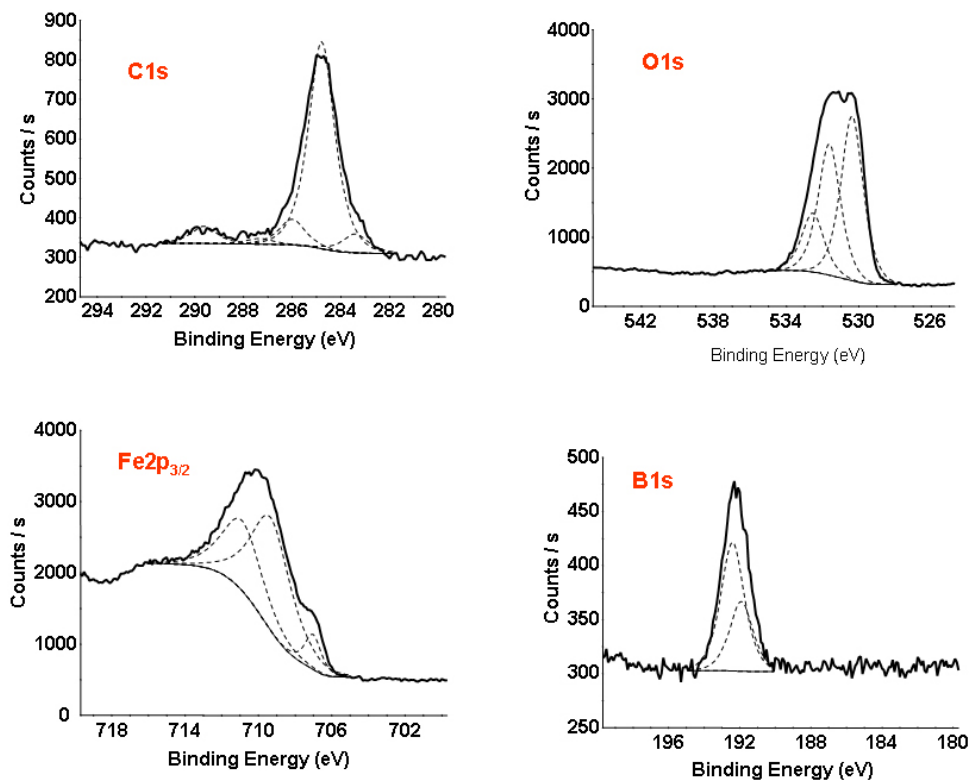 C1s
Counts / s
900
800
700
600
500
400
300
200
294 292 290 288 286 284 282 280
Binding Energy (eV)
O1s
Counts / s
4000
3000
2000
1000
0
542 538 534 530 526
Binding Energy (eV)
Fe2p3/2
Counts / s
4000
3000
2000
1000
0
718 714 710 706 702
Binding Energy (eV)
B1s
Counts / s
500
450
400
350
300
250
196 192 188 184 180
Binding Energy (eV)